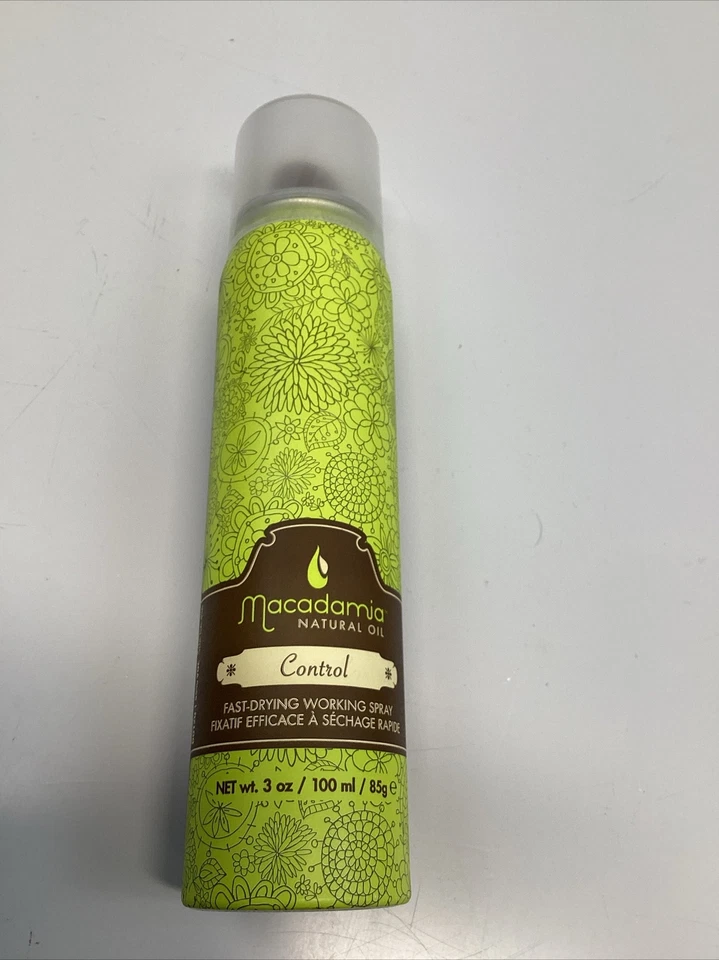 Macadamia
NATURAL OIL
Control
FAST-DRYING WORKING SPRAY
FIXATIF EFFICACE À SÉCHAGE RAPIDE
NET wt. 3 oz / 100 ml / 85g ℮